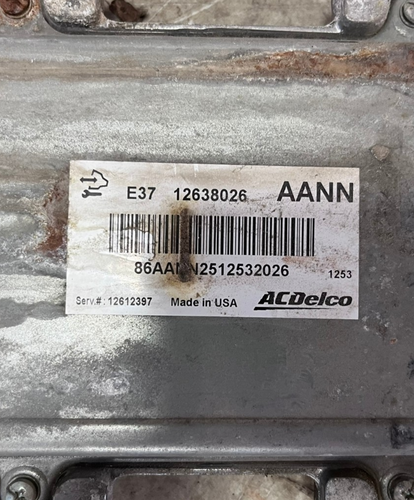 E37 12638026 AANN
86AANN2512532026 1253
Serv.#: 12612397 Made in USA ACDelco